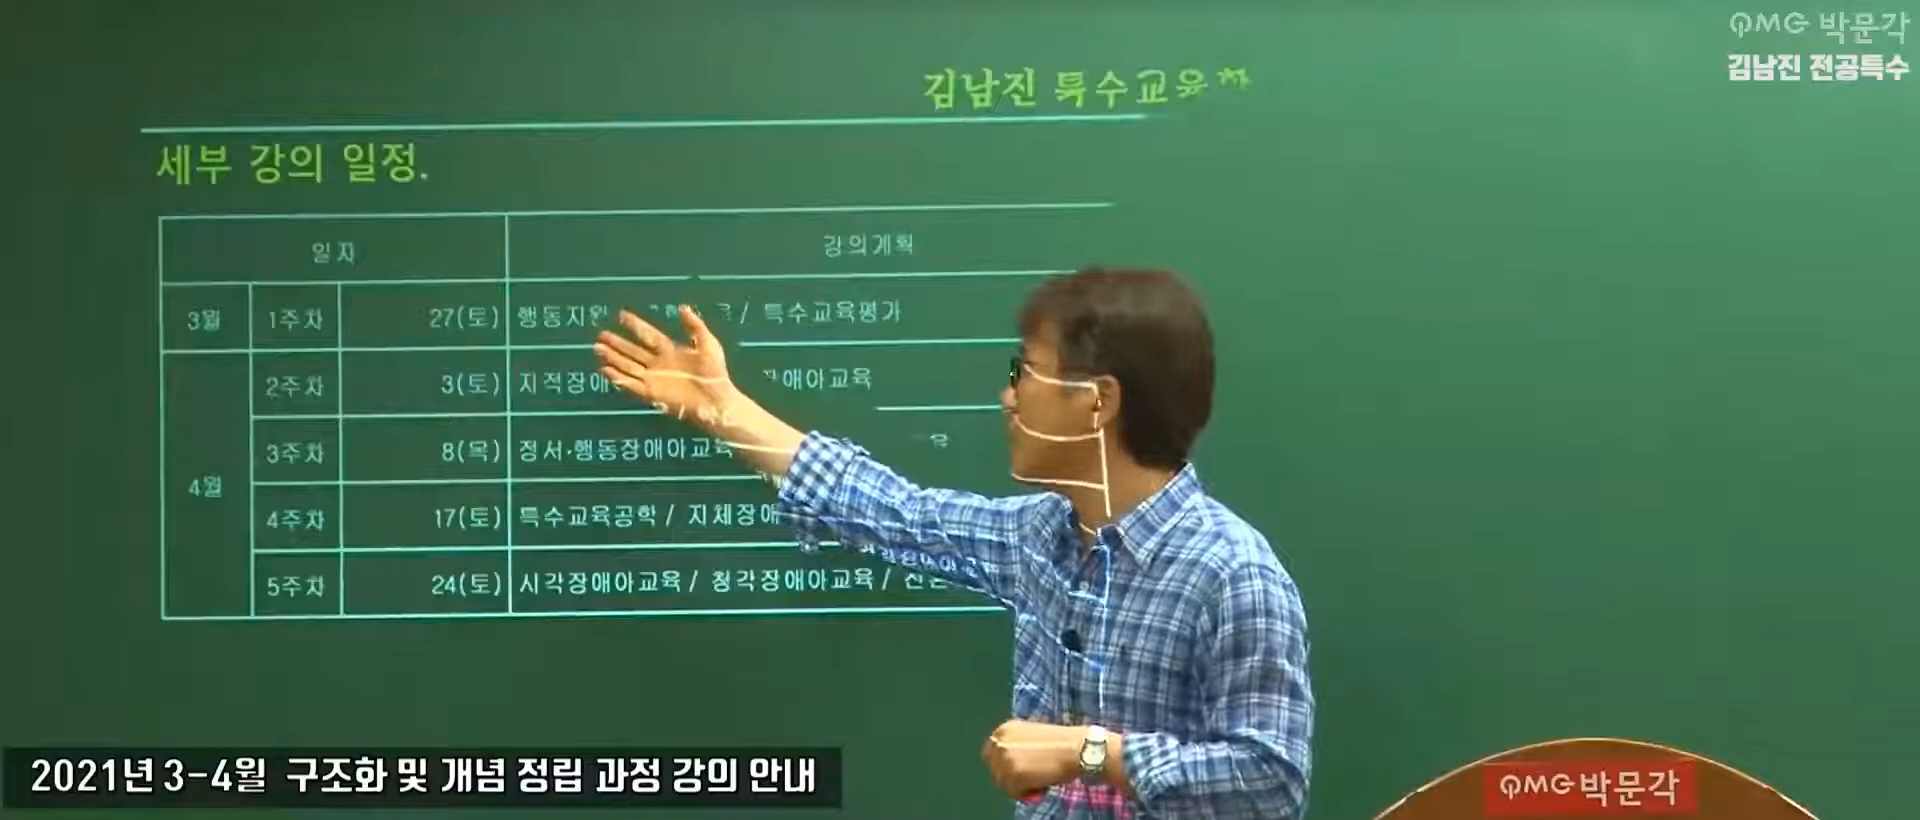 PMG 박문각
김남진 전공특수
김남진 특수교육
세부 강의 일정.
일자 강의계획
3월 1주차 27(토) 행동지원 / 특수교육평가
4월 2주차 3(토) 지적장애 장애아교육
3주차 8(목) 정서·행동장애아교육
4주차 17(토) 특수교육공학 / 지체장애
5주차 24(토) 시각장애아교육 / 청각장애아교육 /
2021년 3-4월 구조화 및 개념 정립 과정 강의 안내
PMG 박문각